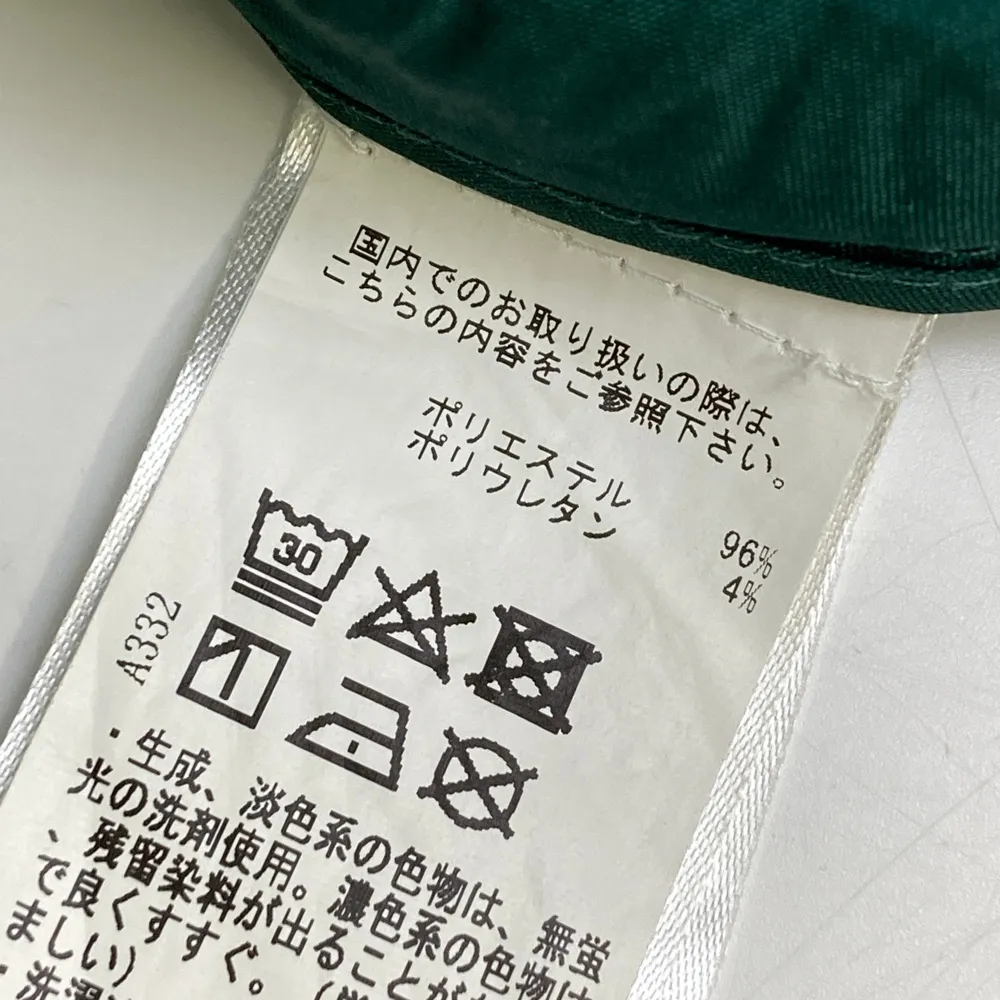 国内でのお取り扱いの際は、
こちらの内容をご参照下さい。
ポリエステル 96%
ポリウレタン 4%
30
A332
・生成、淡色系の色物は、無蛍
光の洗剤使用。濃色系の色物は
、残留染料が出ることが
で良くすすぐ。
ましい)
・洗濯